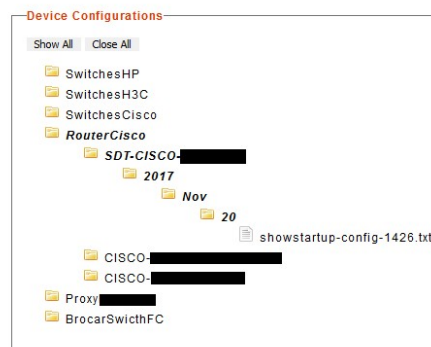 Device Configurations
Show All Close All
SwitchesHP
SwitchesH3C
SwitchesCisco
RouterCisco
SDT-CISCO-
2017
Nov
20
showstartup-config-1426.txt
CISCO-
CISCO-
Proxy
BrocarSwicthFC